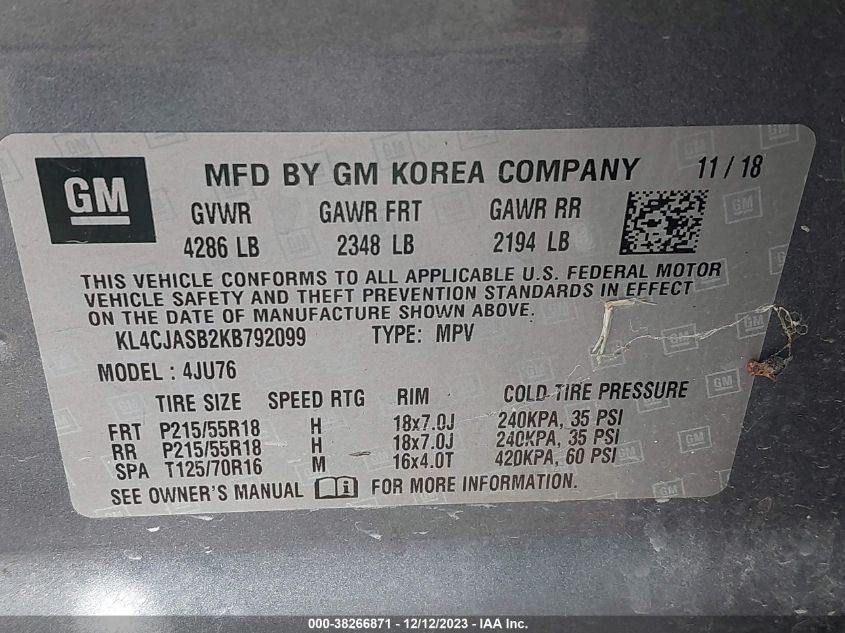 GM
MFD BY GM KOREA COMPANY 11/18
GVWR GAWR FRT GAWR RR
4286 LB 2348 LB 2194 LB
THIS VEHICLE CONFORMS TO ALL APPLICABLE U.S. FEDERAL MOTOR
VEHICLE SAFETY AND THEFT PREVENTION STANDARDS IN EFFECT
ON THE DATE OF MANUFACTURE SHOWN ABOVE.
KL4CJASB2KB792099 TYPE: MPV
MODEL : 4JU76
TIRE SIZE SPEED RTG RIM COLD TIRE PRESSURE
FRT P215/55R18 H 18x7.0J 240KPA, 35 PSI
RR P215/55R18 H 18x7.0J 240KPA, 35 PSI
SPA T125/70R16 M 16x4.0T 420KPA, 60 PSI
SEE OWNER'S MANUAL FOR MORE INFORMATION.
000-38266871 - 12/12/2023 - IAA Inc.